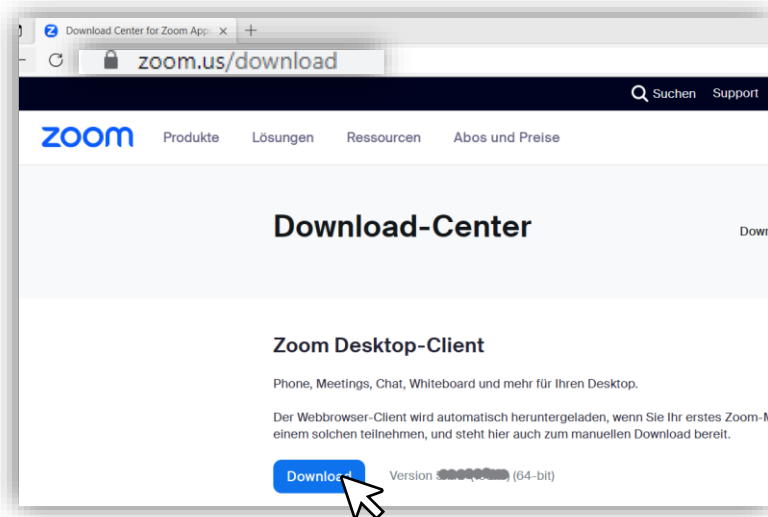 Download Center for Zoom App
zoom.us/download
Suchen Support
zoom Produkte Lösungen Ressourcen Abos und Preise
Download-Center
Down
Zoom Desktop-Client
Phone, Meetings, Chat, Whiteboard und mehr für Ihren Desktop.
Der Webbrowser-Client wird automatisch heruntergeladen, wenn Sie Ihr erstes Zoom-M
einem solchen teilnehmen, und steht hier auch zum manuellen Download bereit.
Download Version (64-bit)